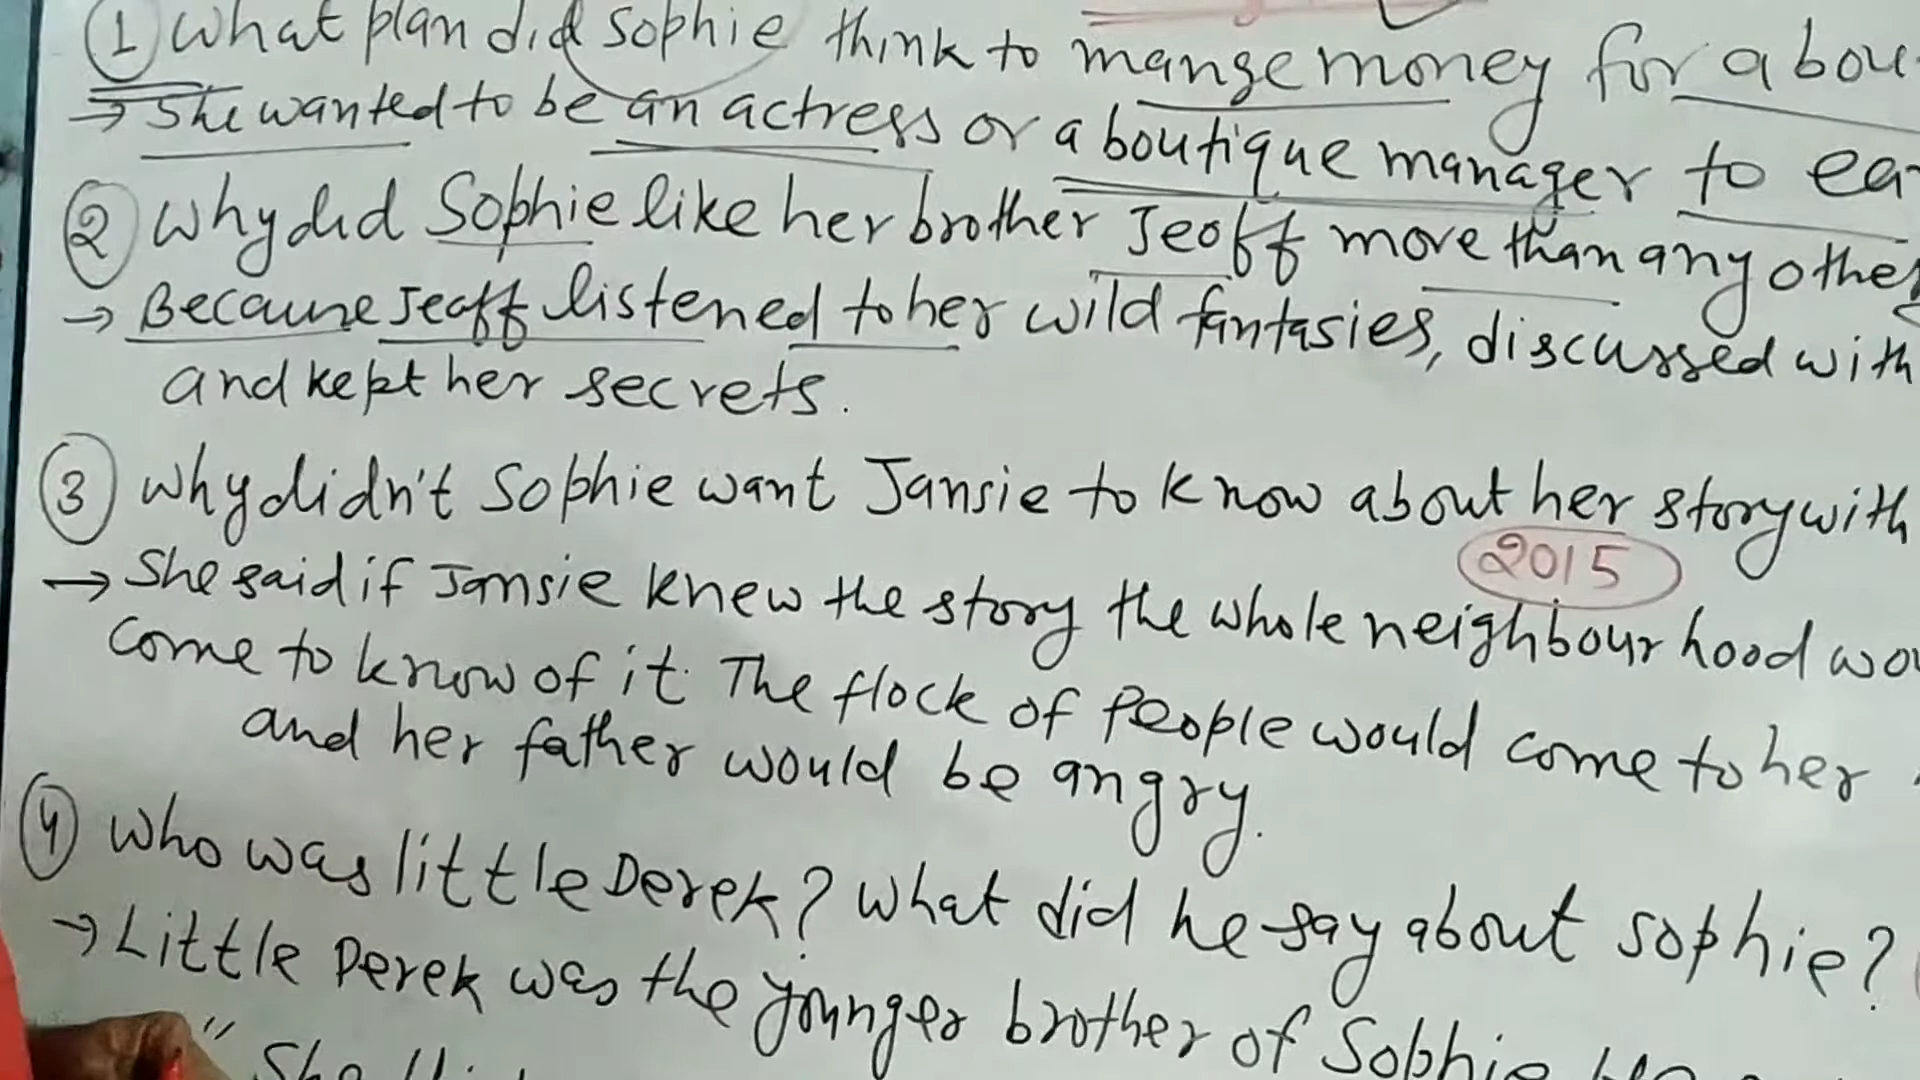 1 What plan did Sophie think to mange money for a bou
→ She wanted to be an actress or a boutique manager to ea
2 Why did Sophie like her brother Jeoff more than any other
→ Because Jeoff listened to her wild fantasies, discussed with
and kept her secrets.
3 Why didn't Sophie want Jansie to know about her story with
2015
→ She said if Jansie knew the story the whole neighbourhood wou
come to know of it. The flock of people would come to her
and her father would be angry.
4 Who was little Derek? What did he say about Sophie?
→ Little Derek was the younger brother of Sophie
" She